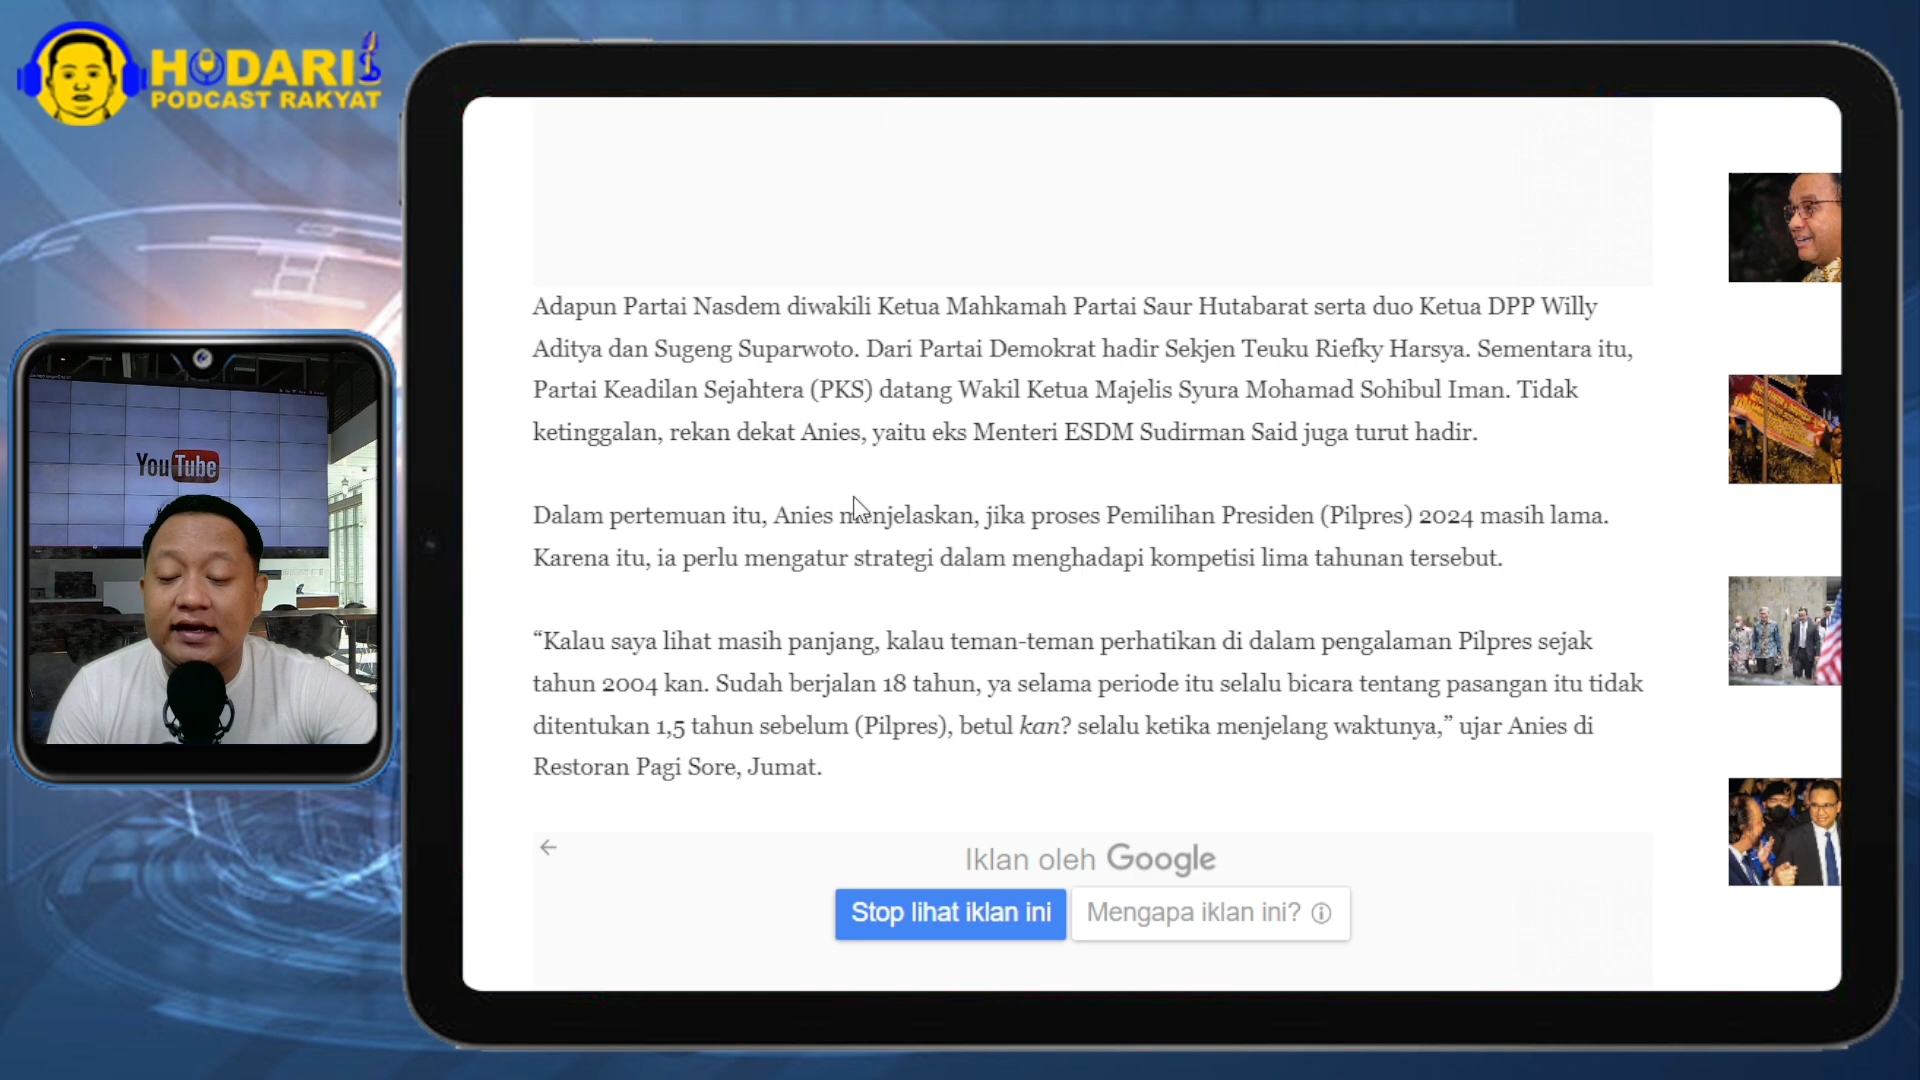 HODARI
PODCAST RAKYAT
YouTube
Adapun Partai Nasdem diwakili Ketua Mahkamah Partai Saur Hutabarat serta duo Ketua DPP Willy
Aditya dan Sugeng Suparwoto. Dari Partai Demokrat hadir Sekjen Teuku Riefky Harsya. Sementara itu,
Partai Keadilan Sejahtera (PKS) datang Wakil Ketua Majelis Syura Mohamad Sohibul Iman. Tidak
ketinggalan, rekan dekat Anies, yaitu eks Menteri ESDM Sudirman Said juga turut hadir.
Dalam pertemuan itu, Anies menjelaskan, jika proses Pemilihan Presiden (Pilpres) 2024 masih lama.
Karena itu, ia perlu mengatur strategi dalam menghadapi kompetisi lima tahunan tersebut.
“Kalau saya lihat masih panjang, kalau teman-teman perhatikan di dalam pengalaman Pilpres sejak
tahun 2004 kan. Sudah berjalan 18 tahun, ya selama periode itu selalu bicara tentang pasangan itu tidak
ditentukan 1,5 tahun sebelum (Pilpres), betul kan? selalu ketika menjelang waktunya,” ujar Anies di
Restoran Pagi Sore, Jumat.
Iklan oleh Google
Stop lihat iklan ini
Mengapa iklan ini?